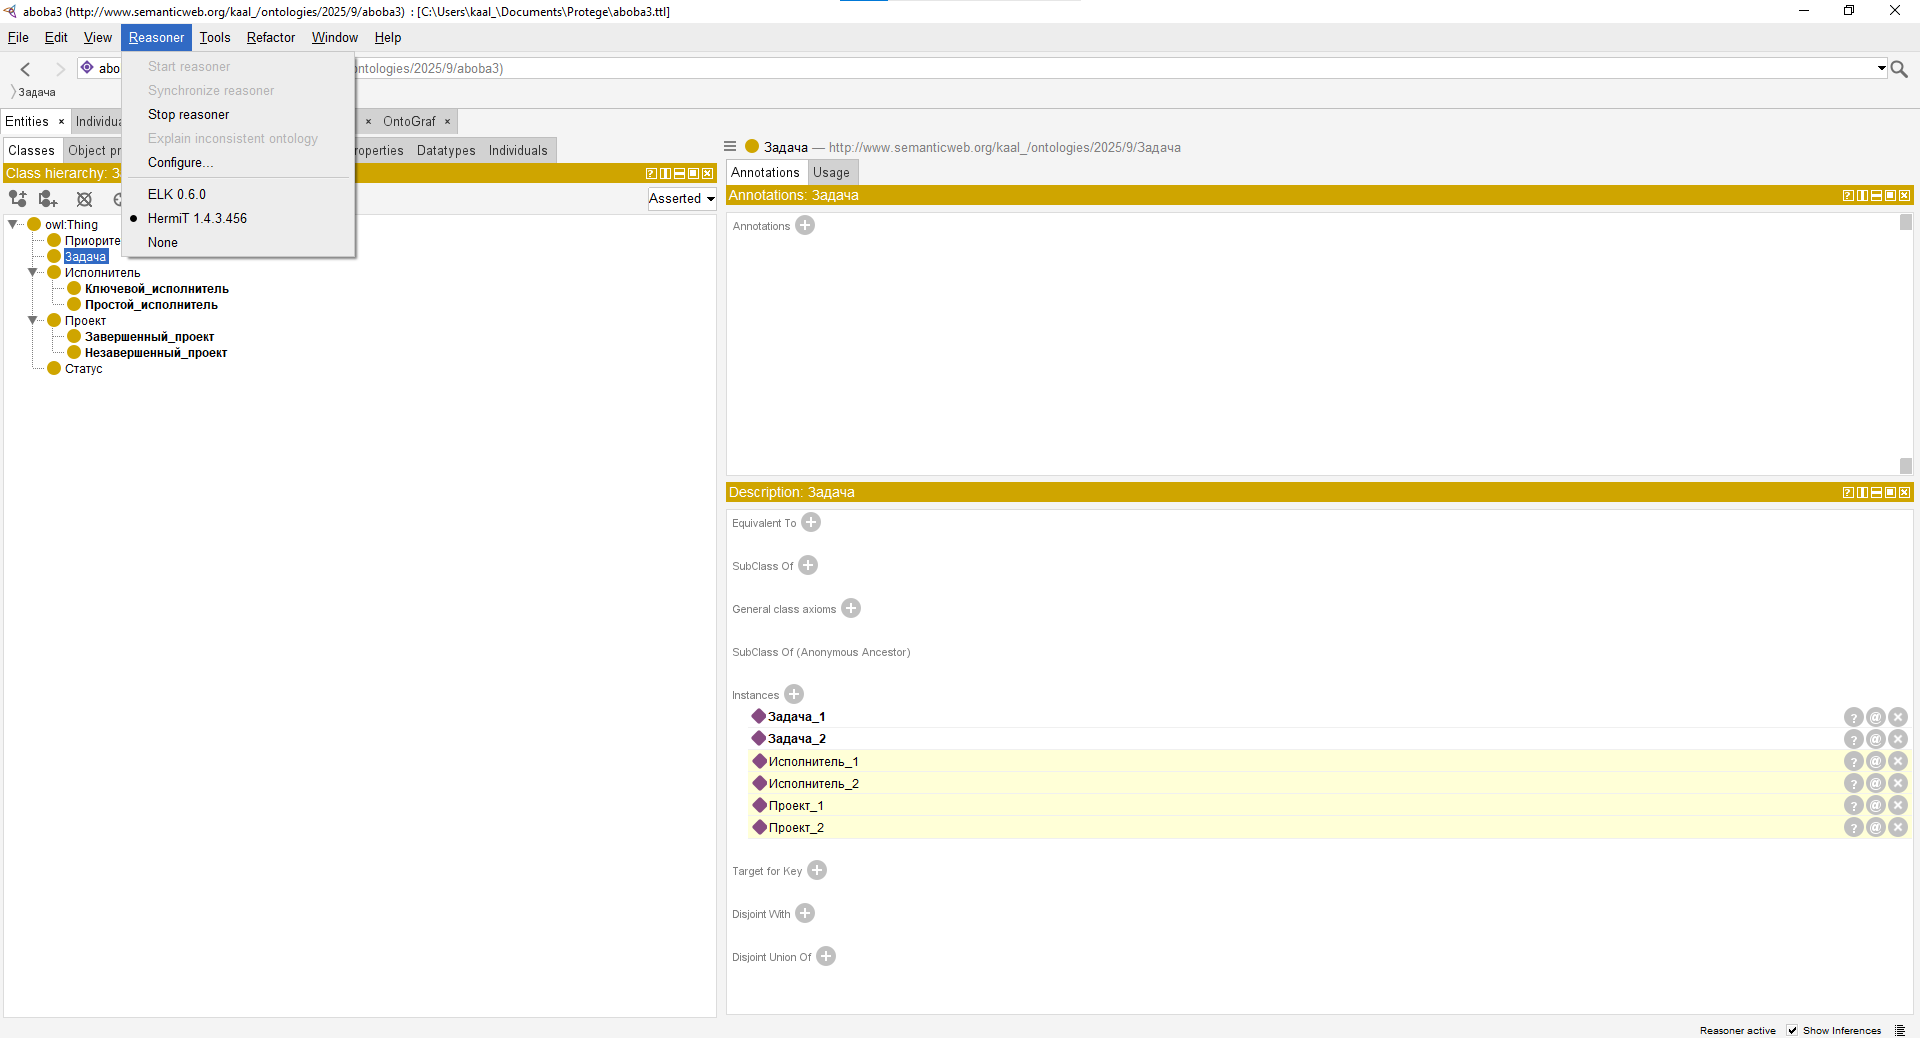 aboba3 (http://www.semanticweb.org/kaal_/ontologies/2025/9/aboba3) : [C:\Users\kaal_\Documents\Protege\aboba3.ttl]
File Edit View Reasoner Tools Refactor Window Help
Start reasoner
Synchronize reasoner
Stop reasoner
Explain inconsistent ontology
Configure...
ELK 0.6.0
HermiT 1.4.3.456
None
abo ntologies/2025/9/aboba3)
Задача
Entities × Individua × OntoGraf ×
Classes Object pr roperties Datatypes Individuals
Class hierarchy: За
Asserted
owl:Thing
Приорите
Задача
Исполнитель
Ключевой_исполнитель
Простой_исполнитель
Проект
Завершенный_проект
Незавершенный_проект
Статус
Задача — http://www.semanticweb.org/kaal_/ontologies/2025/9/Задача
Annotations Usage
Annotations: Задача
Annotations
Description: Задача
Equivalent To
SubClass Of
General class axioms
SubClass Of (Anonymous Ancestor)
Instances
Задача_1
Задача_2
Исполнитель_1
Исполнитель_2
Проект_1
Проект_2
Target for Key
Disjoint With
Disjoint Union Of
Reasoner active Show Inferences